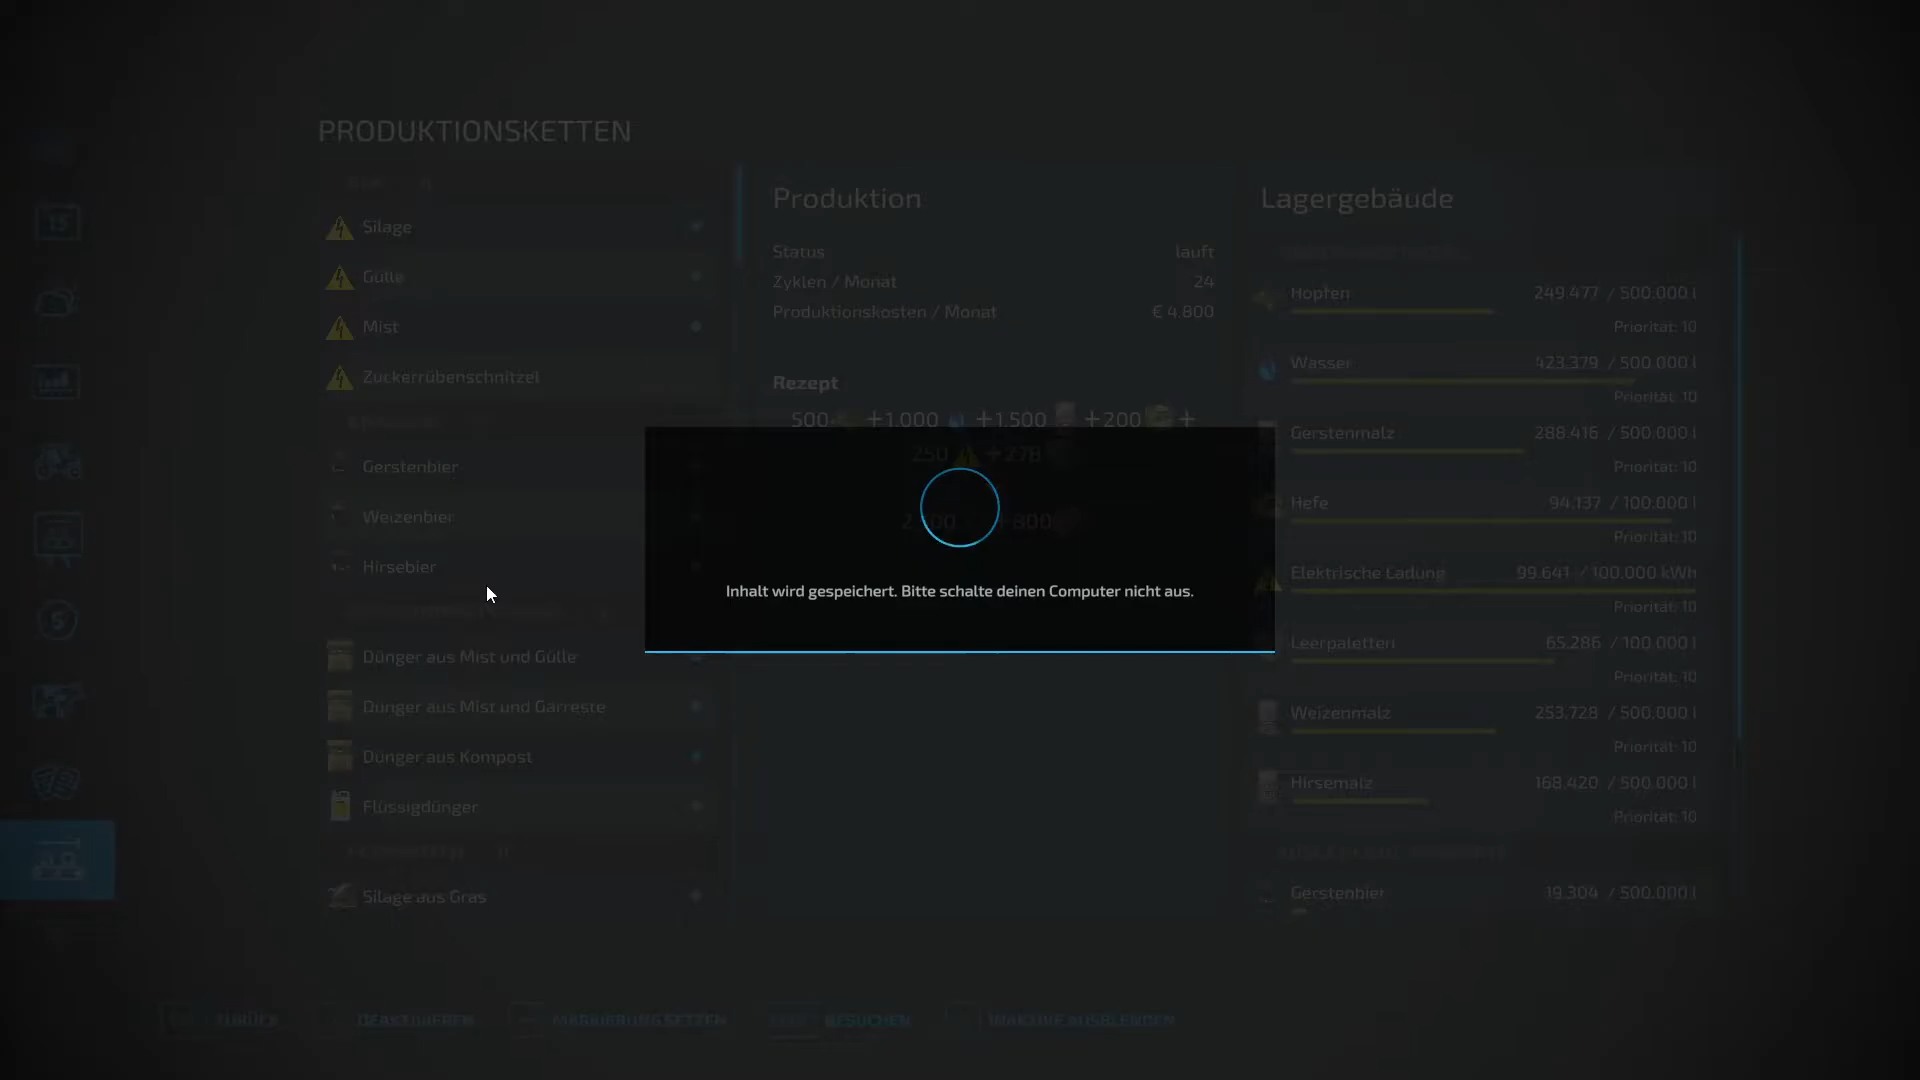 PRODUKTIONSKETTEN
15
Silage
Gülle
Mist
Zuckerrübenschnitzel
Gerstenbier
Weizenbier
Hirsebier
Dünger aus Mist und Gülle
Dünger aus Mist und Gärreste
Dünger aus Kompost
Flüssigdünger
Silage aus Gras
Produktion
Status läuft
Zyklen / Monat 24
Produktionskosten / Monat € 4.800
Rezept
500 + 1.000 + 1.500 + 200 +
250 + 278
800
Inhalt wird gespeichert. Bitte schalte deinen Computer nicht aus.
Lagergebäude
Hopfen 249.477 / 500.000 l
Priorität: 10
Wasser 423.379 / 500.000 l
Priorität: 10
Gerstenmalz 288.416 / 500.000 l
Priorität: 10
Hefe 94.137 / 100.000 l
Priorität: 10
Elektrische Ladung 99.641 / 100.000 kWh
Priorität: 10
Leerpaletten 65.286 / 100.000 l
Priorität: 10
Weizenmalz 253.728 / 500.000 l
Priorität: 10
Hirsemalz 168.420 / 500.000 l
Priorität: 10
Gerstenbier 19.304 / 500.000 l
ZURÜCK DEAKTIVIEREN MARKIERUNG SETZEN BESUCHEN INAKTIVE AUSBLENDEN